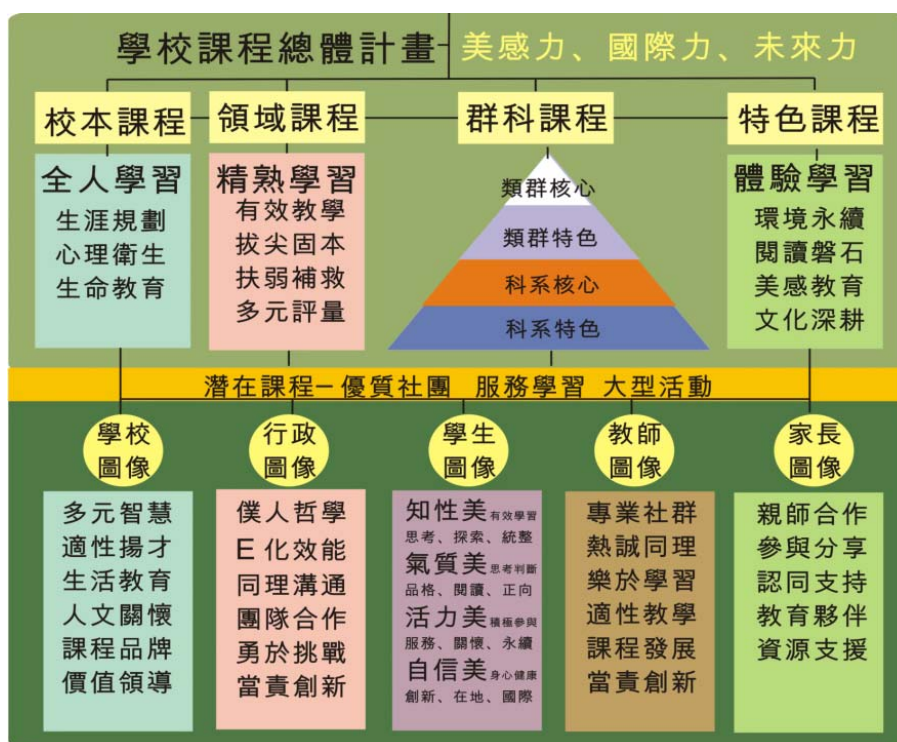 學校課程總體計畫 美感力、國際力、未來力
校本課程
領域課程
群科課程
特色課程
全人學習
生涯規劃
心理衛生
生命教育
精熟學習
有效教學
拔尖固本
扶弱補救
多元評量
類群核心
類群特色
科系核心
科系特色
體驗學習
環境永續
閱讀磐石
美感教育
文化深耕
潛在課程－優質社團 服務學習 大型活動
學校
圖像
行政
圖像
學生
圖像
教師
圖像
家長
圖像
多元智慧
適性揚才
生活教育
人文關懷
課程品牌
價值領導
僕人哲學
E化效能
同理溝通
團隊合作
勇於挑戰
當責創新
知性美有效學習
思考、探索、統整
氣質美思考判斷
品格、閱讀、正向
活力美積極參與
服務、關懷、永續
自信美身心健康
創新、在地、國際
專業社群
熱誠同理
樂於學習
適性教學
課程發展
當責創新
親師合作
參與分享
認同支持
教育夥伴
資源支援